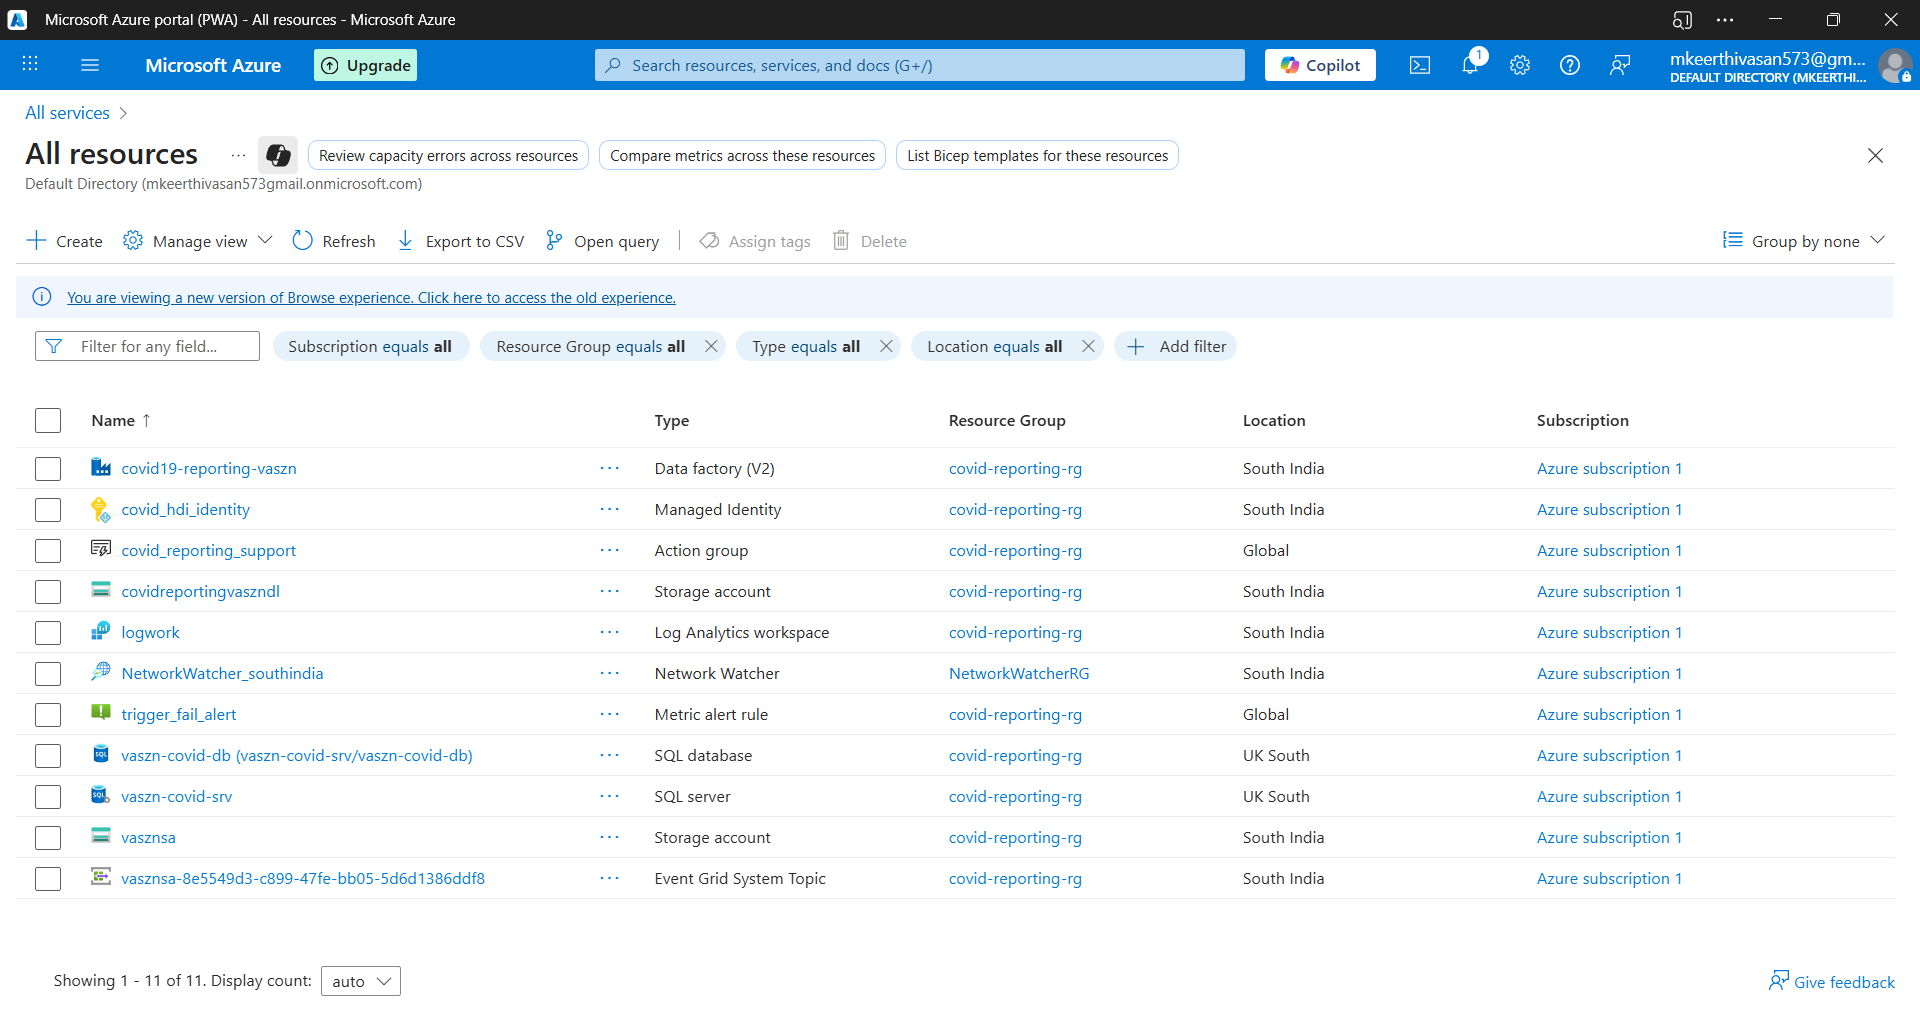 Microsoft Azure portal (PWA) - All resources - Microsoft Azure
Microsoft Azure Upgrade Search resources, services, and docs (G+/) Copilot 1 mkeerthivasan573@gm...
DEFAULT DIRECTORY (MKEERTHI...
All services
All resources ... Review capacity errors across resources Compare metrics across these resources List Bicep templates for these resources
Default Directory (mkeerthivasan573gmail.onmicrosoft.com)
Create Manage view Refresh Export to CSV Open query Assign tags Delete Group by none
You are viewing a new version of Browse experience. Click here to access the old experience.
Filter for any field... Subscription equals all Resource Group equals all Type equals all Location equals all Add filter
Name ↑ Type Resource Group Location Subscription
covid19-reporting-vaszn ... Data factory (V2) covid-reporting-rg South India Azure subscription 1
covid_hdi_identity ... Managed Identity covid-reporting-rg South India Azure subscription 1
covid_reporting_support ... Action group covid-reporting-rg Global Azure subscription 1
covidreportingvaszndl ... Storage account covid-reporting-rg South India Azure subscription 1
logwork ... Log Analytics workspace covid-reporting-rg South India Azure subscription 1
NetworkWatcher_southindia ... Network Watcher NetworkWatcherRG South India Azure subscription 1
trigger_fail_alert ... Metric alert rule covid-reporting-rg Global Azure subscription 1
vaszn-covid-db (vaszn-covid-srv/vaszn-covid-db) ... SQL database covid-reporting-rg UK South Azure subscription 1
vaszn-covid-srv ... SQL server covid-reporting-rg UK South Azure subscription 1
vasznsa ... Storage account covid-reporting-rg South India Azure subscription 1
vasznsa-8e5549d3-c899-47fe-bb05-5d6d1386ddf8 ... Event Grid System Topic covid-reporting-rg South India Azure subscription 1
Showing 1 - 11 of 11. Display count: auto Give feedback